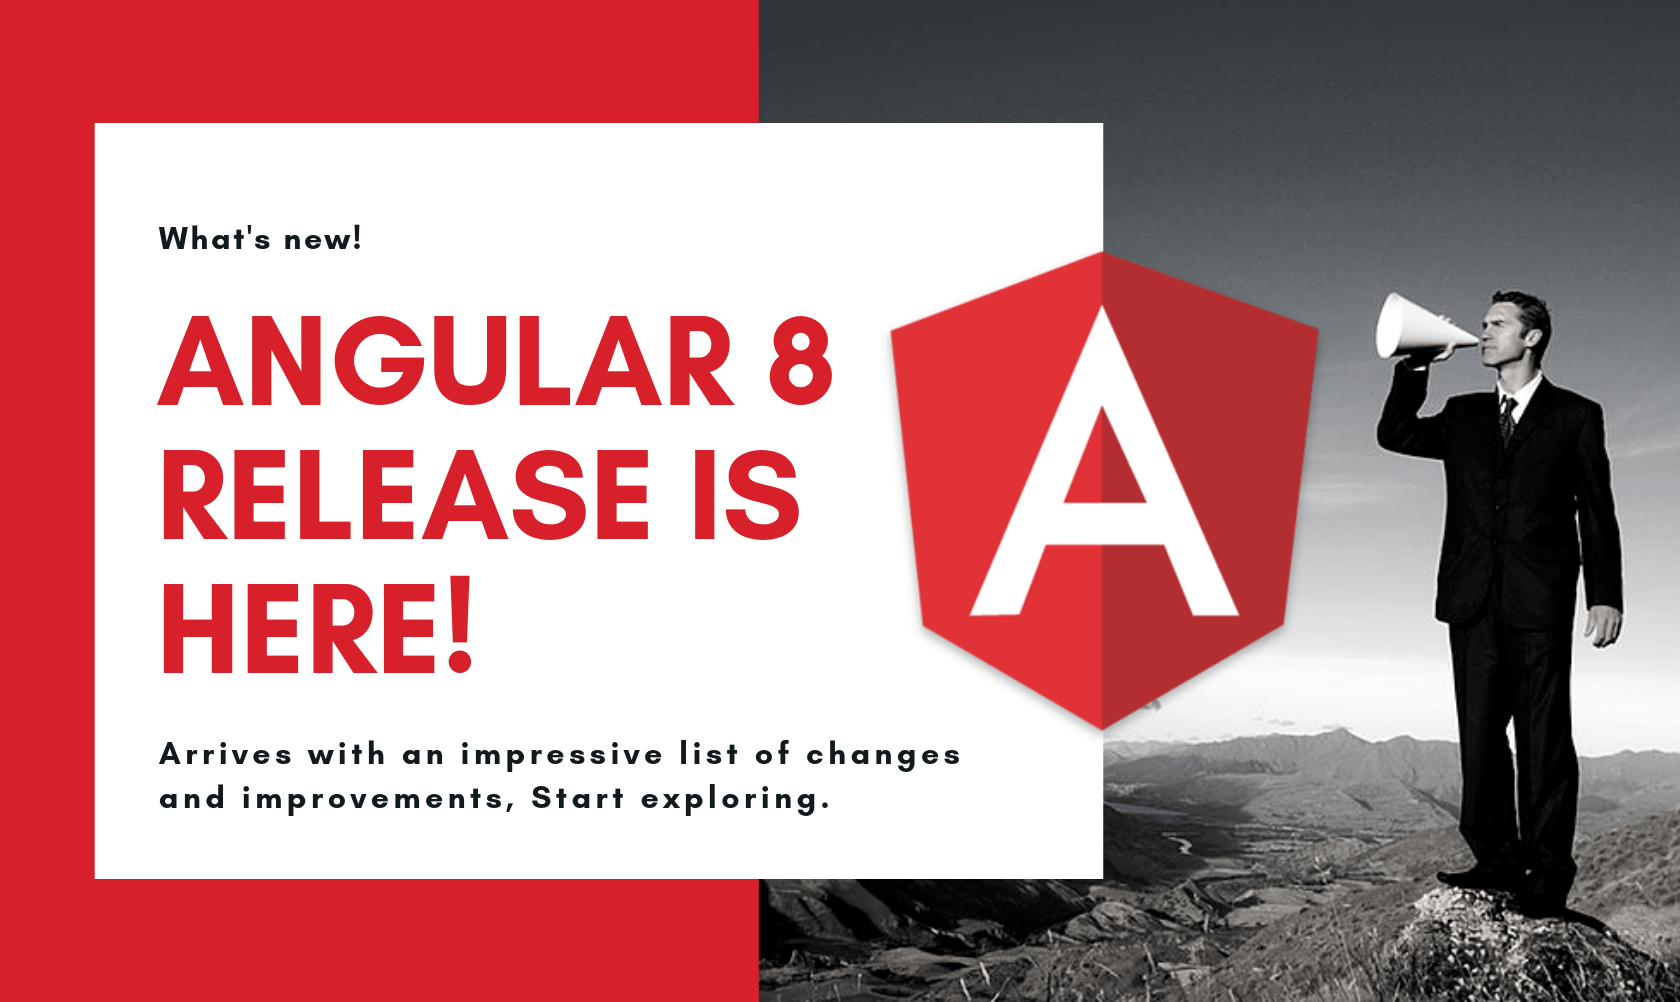 What's new!
ANGULAR 8
RELEASE IS
HERE!
A
Arrives with an impressive list of changes
and improvements, Start exploring.